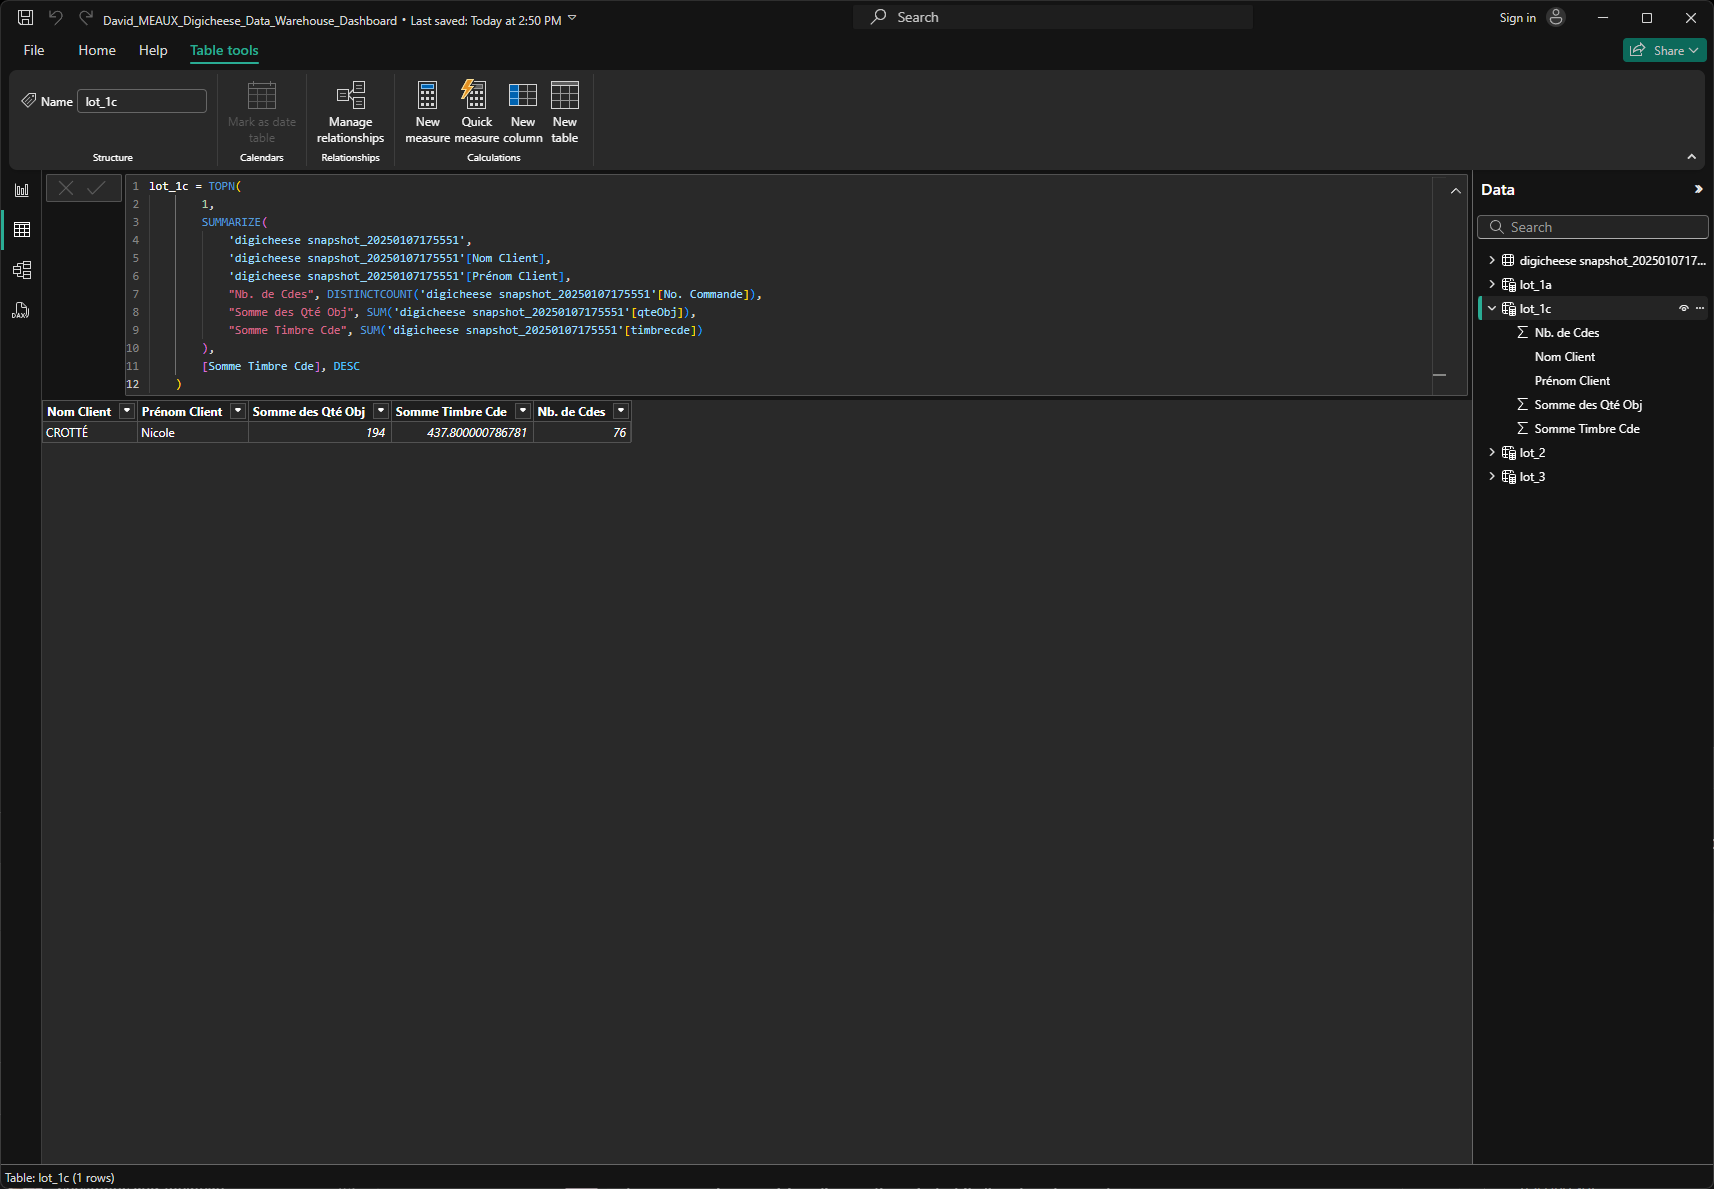 David_MEAUX_Digicheese_Data_Warehouse_Dashboard • Last saved: Today at 2:50 PM
Search
Sign in
File Home Help Table tools
Share
Name lot_1c
Mark as date table
Manage relationships
New measure
Quick measure
New column
New table
Structure Calendars Relationships Calculations
1 lot_1c = TOPN(
2 1,
3 SUMMARIZE(
4 'digicheese snapshot_20250107175551',
5 'digicheese snapshot_20250107175551'[Nom Client],
6 'digicheese snapshot_20250107175551'[Prénom Client],
7 "Nb. de Cdes", DISTINCTCOUNT('digicheese snapshot_20250107175551'[No. Commande]),
8 "Somme des Qté Obj", SUM('digicheese snapshot_20250107175551'[qteObj]),
9 "Somme Timbre Cde", SUM('digicheese snapshot_20250107175551'[timbrecde])
10 ),
11 [Somme Timbre Cde], DESC
12 )
Nom Client Prénom Client Somme des Qté Obj Somme Timbre Cde Nb. de Cdes
CROTTÉ Nicole 194 437.800000786781 76
Data
Search
digicheese snapshot_2025010717...
lot_1a
lot_1c
Nb. de Cdes
Nom Client
Prénom Client
Somme des Qté Obj
Somme Timbre Cde
lot_2
lot_3
DAX
Table: lot_1c (1 rows)